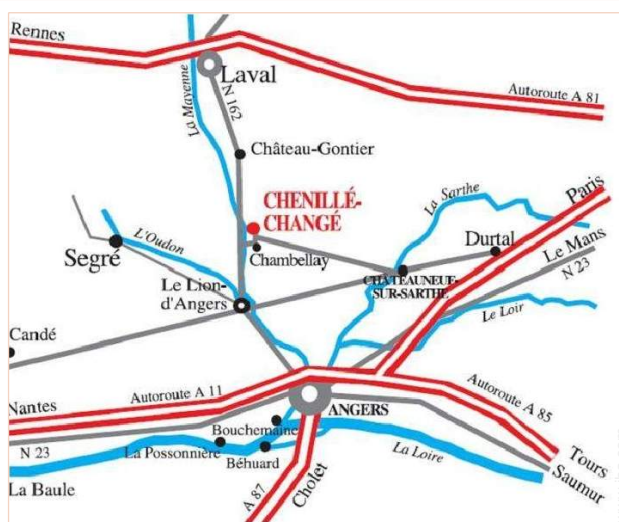 Rennes
Laval
Autoroute A 81
La Mayenne
N 162
Château-Gontier
CHENILLÉ-
CHANGÉ
La Sarthe
Paris
L'Oudon
Segré
Chambellay
Durtal
Le Mans
N 23
Le Lion-
d'Angers
CHÂTEAUNEUF
-SUR-SARTHE
Le Loir
Candé
Autoroute A 11
Autoroute A 85
Nantes
ANGERS
Bouchemaine
N 23
La Possonnière
Béhuard
La Loire
Tours
Saumur
La Baule
A 87
Cholet